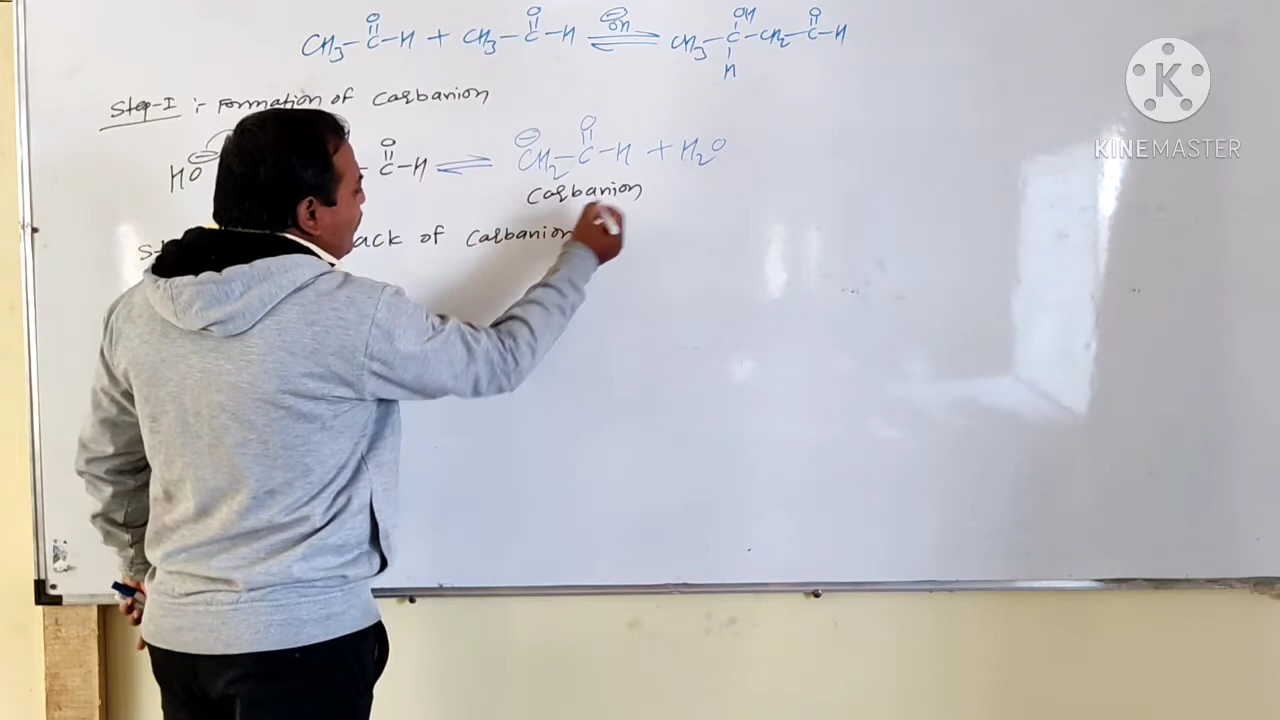 O O ⊖OH OH O
CH3-C-H + CH3-C-H ⇌ CH3-C-CH2-C-H
H
Step-I :- Formation of Carbanion
⊖ O ⊖ O
HO C-H ⇌ CH2-C-H + H2O
Carbanion
ack of Carbanion
K
KINEMASTER